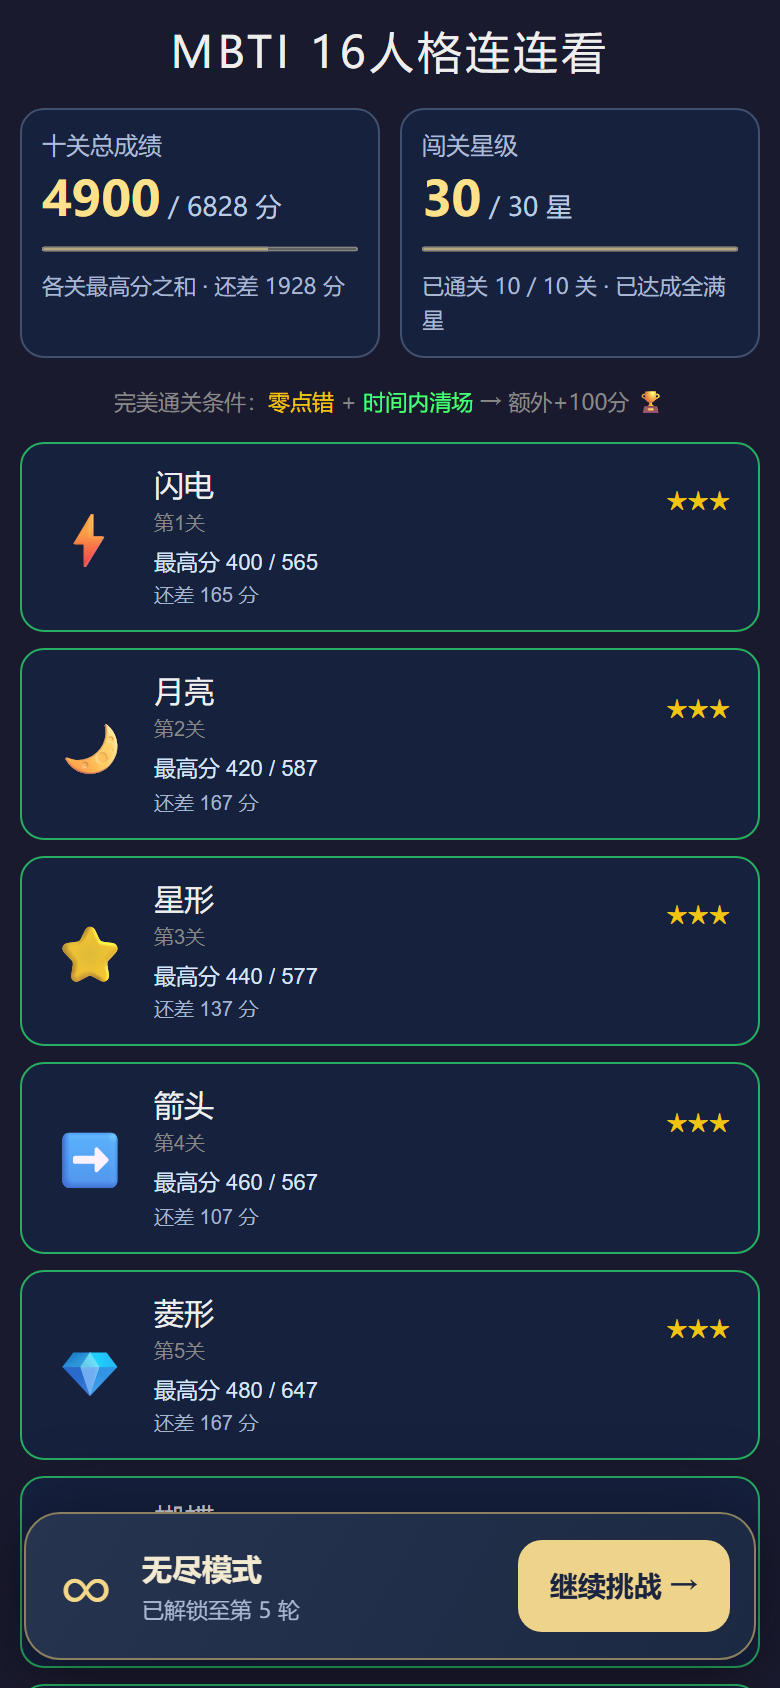 MBTI 16人格连连看
十关总成绩
4900 / 6828 分
各关最高分之和 · 还差 1928 分
闯关星级
30 / 30 星
已通关 10 / 10 关 · 已达成全满
星
完美通关条件：零点错 + 时间内清场 → 额外+100分 🏆
闪电
★★★
第1关
最高分 400 / 565
还差 165 分
月亮
★★★
第2关
最高分 420 / 587
还差 167 分
星形
★★★
第3关
最高分 440 / 577
还差 137 分
箭头
★★★
第4关
最高分 460 / 567
还差 107 分
菱形
★★★
第5关
最高分 480 / 647
还差 167 分
无尽模式
已解锁至第 5 轮
继续挑战 →